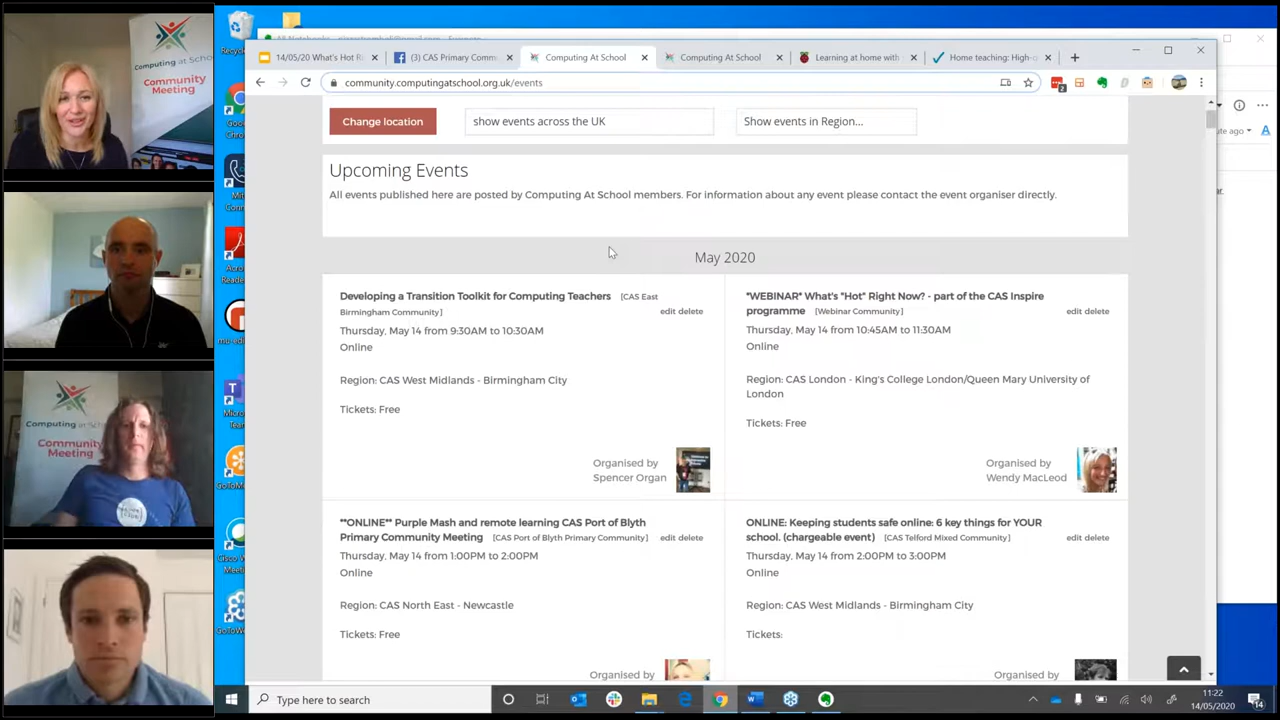 Computing at School
Community
Meeting
Computing at Sch
Community
Meeting
Recycle
14/05/20 What's Hot R
(3) CAS Primary Comm
Computing At School
Computing At School
Learning at home with
Home teaching: High-q
community.computingatschool.org.uk/events
2
ute ago
Change location
show events across the UK
Show events in Region...
Upcoming Events
All events published here are posted by Computing At School members. For information about any event please contact the event organiser directly.
May 2020
Developing a Transition Toolkit for Computing Teachers [CAS East
Birmingham Community]
edit delete
Thursday, May 14 from 9:30AM to 10:30AM
Online
Region: CAS West Midlands - Birmingham City
Tickets: Free
Organised by
Spencer Organ
*WEBINAR* What's "Hot" Right Now? - part of the CAS Inspire
programme [Webinar Community]
edit delete
Thursday, May 14 from 10:45AM to 11:30AM
Online
Region: CAS London - King's College London/Queen Mary University of
London
Tickets: Free
Organised by
Wendy MacLeod
**ONLINE** Purple Mash and remote learning CAS Port of Blyth
Primary Community Meeting [CAS Port of Blyth Primary Community]
edit delete
Thursday, May 14 from 1:00PM to 2:00PM
Online
Region: CAS North East - Newcastle
Tickets: Free
Organised by
ONLINE: Keeping students safe online: 6 key things for YOUR
school. (chargeable event) [CAS Telford Mixed Community]
edit delete
Thursday, May 14 from 2:00PM to 3:00PM
Online
Region: CAS West Midlands - Birmingham City
Tickets:
Organised by
Type here to search
11:22
14/05/2020
14